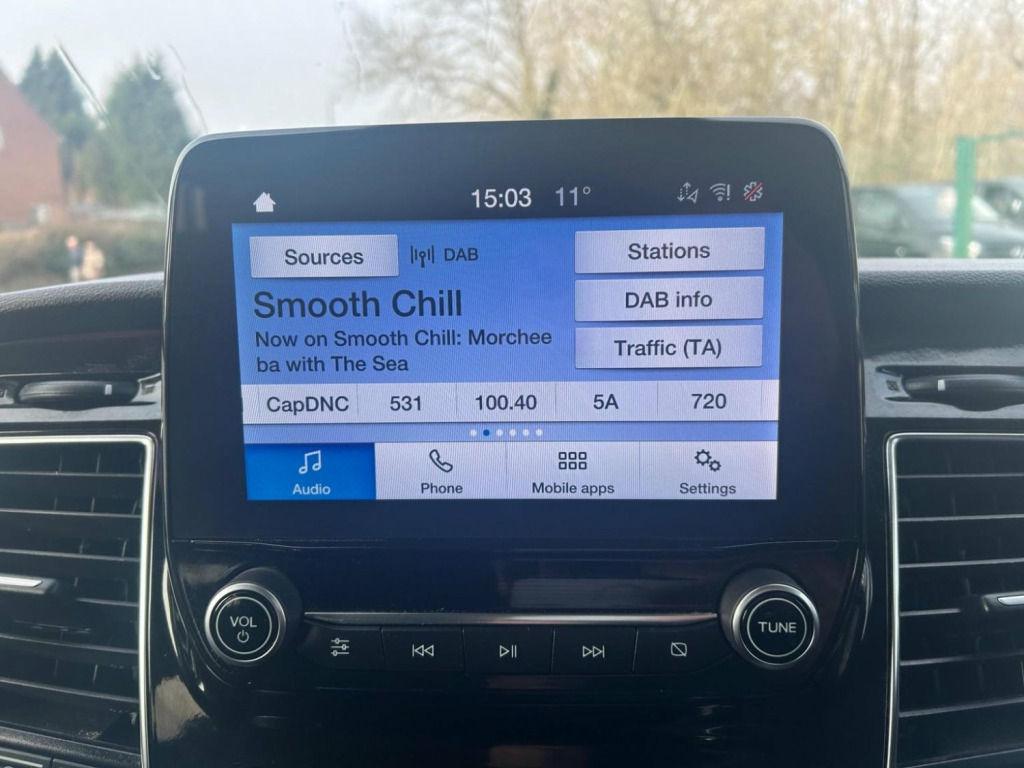 15:03 11°
Sources DAB Stations
Smooth Chill DAB info
Now on Smooth Chill: Morchee
ba with The Sea Traffic (TA)
CapDNC 531 100.40 5A 720
Audio Phone Mobile apps Settings
VOL TUNE